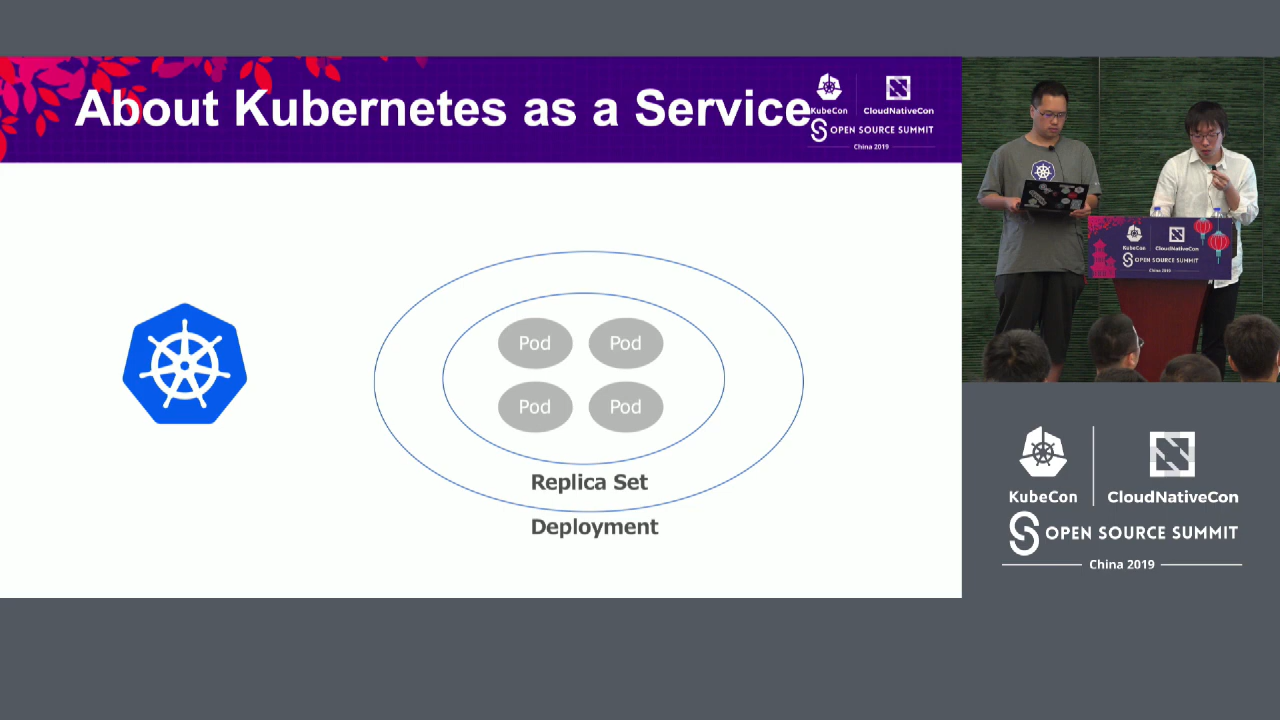 About Kubernetes as a Service
KubeCon
CloudNativeCon
OPEN SOURCE SUMMIT
China 2019
Pod
Pod
Pod
Pod
Replica Set
Deployment
KubeCon
CloudNativeCon
OPEN SOURCE SUMMIT
China 2019
KubeCon
CloudNativeCon
OPEN SOURCE SUMMIT
China 2019